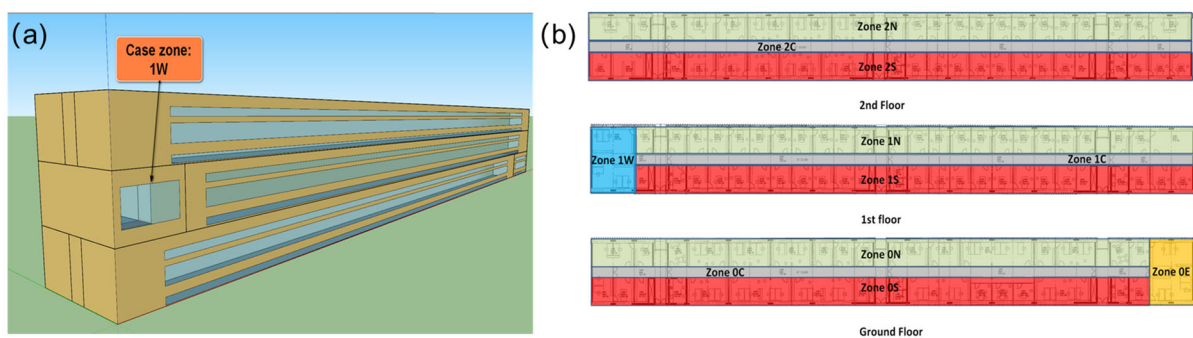 (a)
Case zone:
1W
(b)
Zone 2N
Zone 2C
Zone 2S
2nd Floor
Zone 1W
Zone 1N
Zone 1C
Zone 1S
1st floor
Zone 0N
Zone 0C
Zone 0E
Zone 0S
Ground Floor